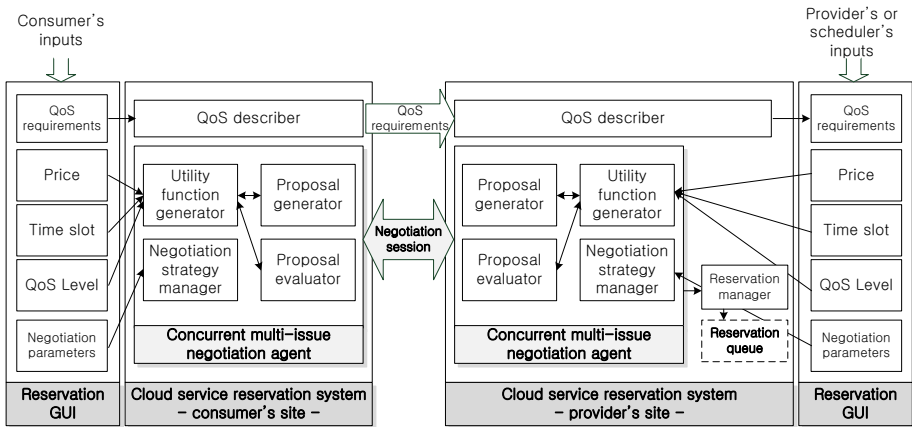 Consumer's
inputs
Provider's or
scheduler's
inputs
QoS
requirements
Price
Time slot
QoS Level
Negotiation
parameters
Reservation
GUI
QoS describer
Utility
function
generator
Proposal
generator
Negotiation
strategy
manager
Proposal
evaluator
Concurrent multi-issue
negotiation agent
Cloud service reservation system
- consumer's site -
QoS
requirements
Negotiation
session
QoS describer
Proposal
generator
Utility
function
generator
Proposal
evaluator
Negotiation
strategy
manager
Concurrent multi-issue
negotiation agent
Reservation
manager
Reservation
queue
Cloud service reservation system
- provider's site -
QoS
requirements
Price
Time slot
QoS Level
Negotiation
parameters
Reservation
GUI